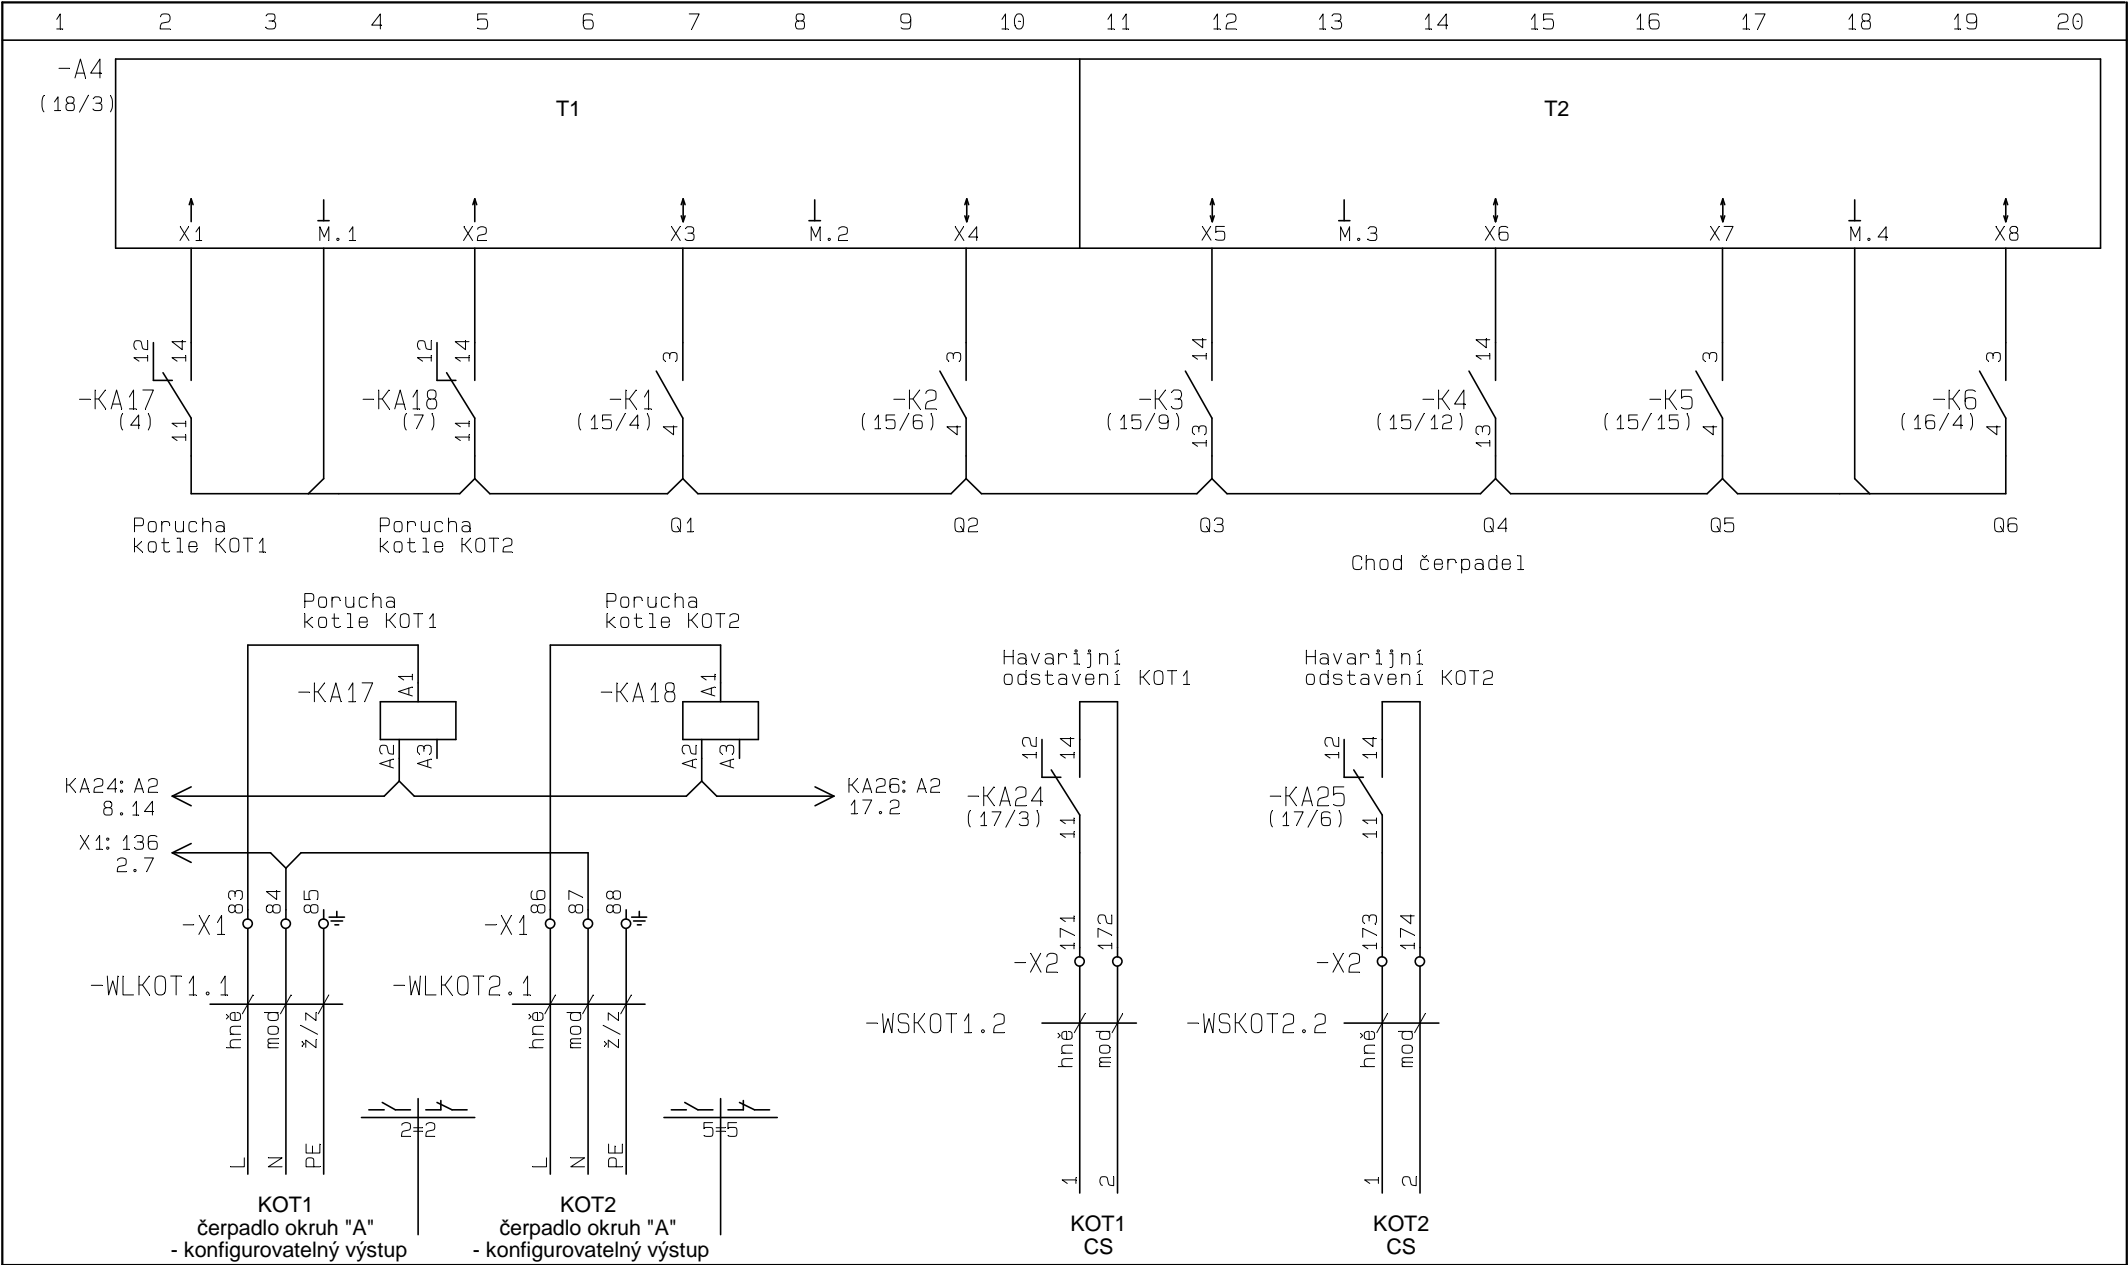 1 2 3 4 5 6 7 8 9 10 11 12 13 14 15 16 17 18 19 20
-A4
(18/3)
T1 T2
X1 M.1 X2 X3 M.2 X4 X5 M.3 X6 X7 M.4 X8
12 14 12 14 3 3 14 14 3 3
-KA17 -KA18 -K1 -K2 -K3 -K4 -K5 -K6
(4) (7) (15/4) (15/6) (15/9) (15/12) (15/15) (16/4)
11 11 4 4 13 13 4 4
Porucha
kotle KOT1
Porucha
kotle KOT2
Q1 Q2 Q3 Q4 Q5 Q6
Chod čerpadel
Porucha
kotle KOT1
Porucha
kotle KOT2
Havarijní
odstavení KOT1
Havarijní
odstavení KOT2
-KA17 A1
A2 A3
-KA18 A1
A2 A3
KA24:A2
8.14
KA26:A2
17.2
X1:136
2.7
12 14
-KA24
(17/3)
11
12 14
-KA25
(17/6)
11
83 84 85
-X1
86 87 88
-X1
171 172
-X2
173 174
-X2
-WLKOT1.1
hně mod ž/z
-WLKOT2.1
hně mod ž/z
-WSKOT1.2
hně mod
-WSKOT2.2
hně mod
2=2
5=5
L N PE
L N PE
1 2
1 2
KOT1
čerpadlo okruh "A"
- konfigurovatelný výstup
KOT2
čerpadlo okruh "A"
- konfigurovatelný výstup
KOT1
CS
KOT2
CS